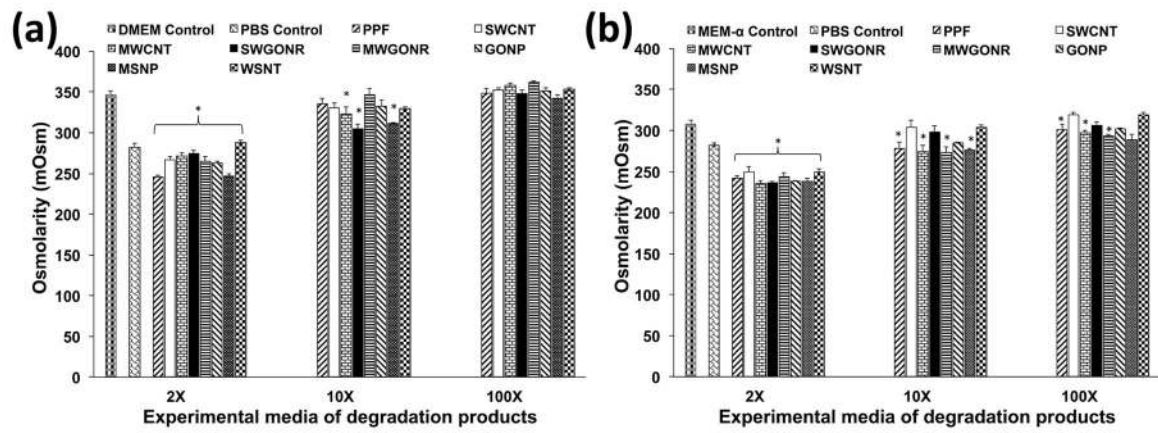 (a)
DMEM Control PBS Control PPF SWCNT
MWCNT SWGONR MWGONR GONP
MSNP WSNT
400
350
300
250
200
150
100
50
0
Osmolarity (mOsm)
*
* * *
2X 10X 100X
Experimental media of degradation products
(b)
MEM-α Control PBS Control PPF SWCNT
MWCNT SWGONR MWGONR GONP
MSNP WSNT
400
350
300
250
200
150
100
50
0
Osmolarity (mOsm)
*
* * * *
* * *
2X 10X 100X
Experimental media of degradation products